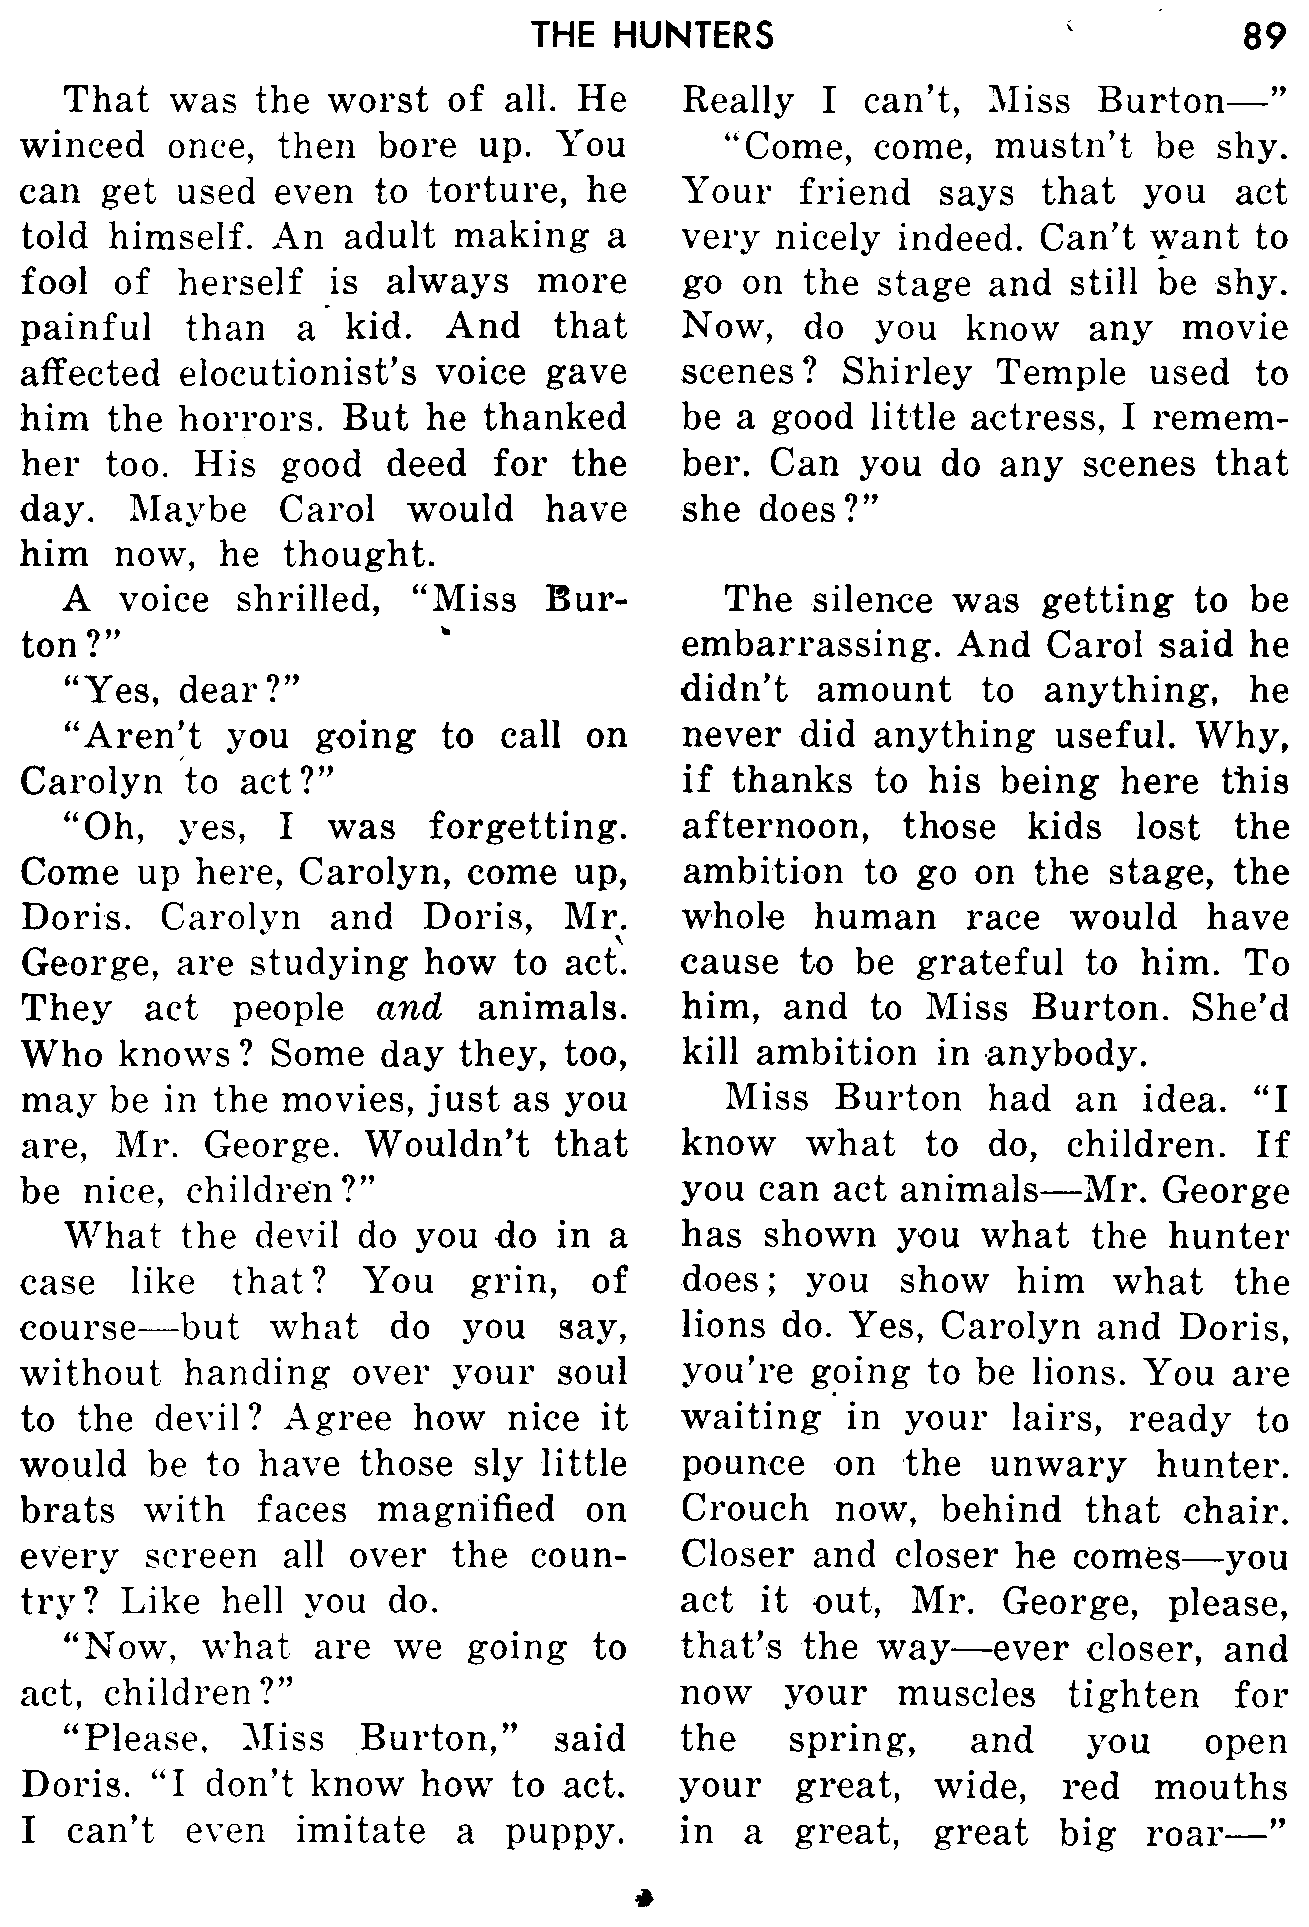 THE HUNTERS 89
That was the worst of all. He
winced once, then bore up. You
can get used even to torture, he
told himself. An adult making a
fool of herself is always more
painful than a kid. And that
affected elocutionist's voice gave
him the horrors. But he thanked
her too. His good deed for the
day. Maybe Carol would have
him now, he thought.
A voice shrilled, “Miss Bur-
ton?”
“Yes, dear?”
“Aren't you going to call on
Carolyn to act?”
“Oh, yes, I was forgetting.
Come up here, Carolyn, come up,
Doris. Carolyn and Doris, Mr.
George, are studying how to act.
They act people and animals.
Who knows? Some day they, too,
may be in the movies, just as you
are, Mr. George. Wouldn't that
be nice, children?”
What the devil do you do in a
case like that? You grin, of
course—but what do you say,
without handing over your soul
to the devil? Agree how nice it
would be to have those sly little
brats with faces magnified on
every screen all over the coun-
try? Like hell you do.
“Now, what are we going to
act, children?”
“Please, Miss Burton,” said
Doris. “I don't know how to act.
I can't even imitate a puppy.
Really I can't, Miss Burton—”
“Come, come, mustn't be shy.
Your friend says that you act
very nicely indeed. Can't want to
go on the stage and still be shy.
Now, do you know any movie
scenes? Shirley Temple used to
be a good little actress, I remem-
ber. Can you do any scenes that
she does?”
The silence was getting to be
embarrassing. And Carol said he
didn't amount to anything, he
never did anything useful. Why,
if thanks to his being here this
afternoon, those kids lost the
ambition to go on the stage, the
whole human race would have
cause to be grateful to him. To
him, and to Miss Burton. She'd
kill ambition in anybody.
Miss Burton had an idea. “I
know what to do, children. If
you can act animals—Mr. George
has shown you what the hunter
does; you show him what the
lions do. Yes, Carolyn and Doris,
you're going to be lions. You are
waiting in your lairs, ready to
pounce on the unwary hunter.
Crouch now, behind that chair.
Closer and closer he comes—you
act it out, Mr. George, please,
that's the way—ever closer, and
now your muscles tighten for
the spring, and you open
your great, wide, red mouths
in a great, great big roar—”